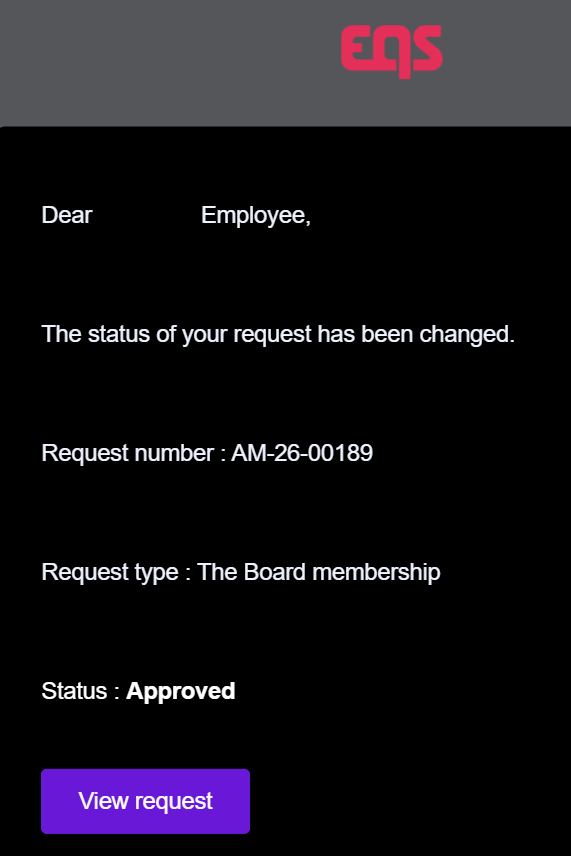 EQS
Dear Employee,
The status of your request has been changed.
Request number : AM-26-00189
Request type : The Board membership
Status : Approved
View request